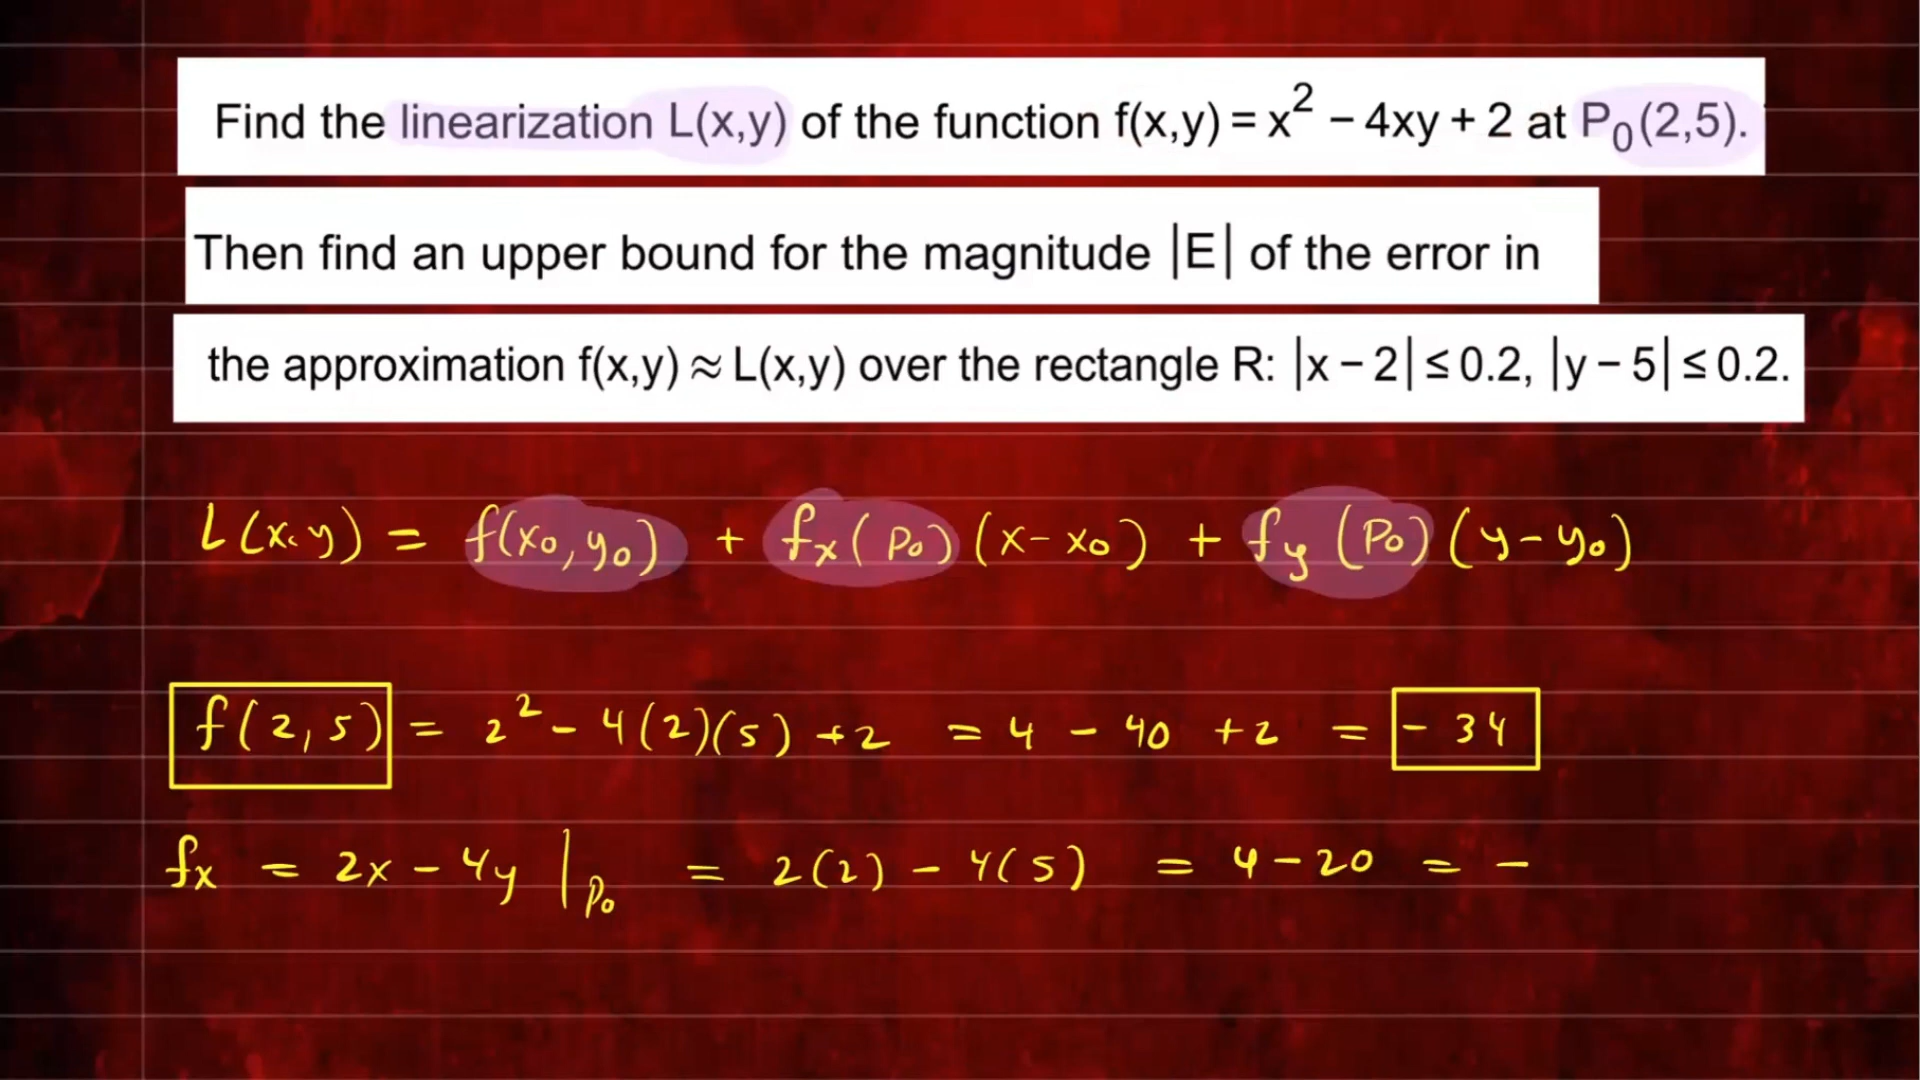 Find the linearization L(x,y) of the function f(x,y) = x² − 4xy + 2 at P₀(2,5).
Then find an upper bound for the magnitude |E| of the error in
the approximation f(x,y) ≈ L(x,y) over the rectangle R: |x − 2| ≤ 0.2, |y − 5| ≤ 0.2.
L(x,y) = f(x₀,y₀) + fₓ(P₀)(x−x₀) + f_y(P₀)(y−y₀)
f(2,5) = 2² − 4(2)(5) + 2 = 4 − 40 + 2 = −34
fₓ = 2x − 4y |P₀ = 2(2) − 4(5) = 4 − 20 = −